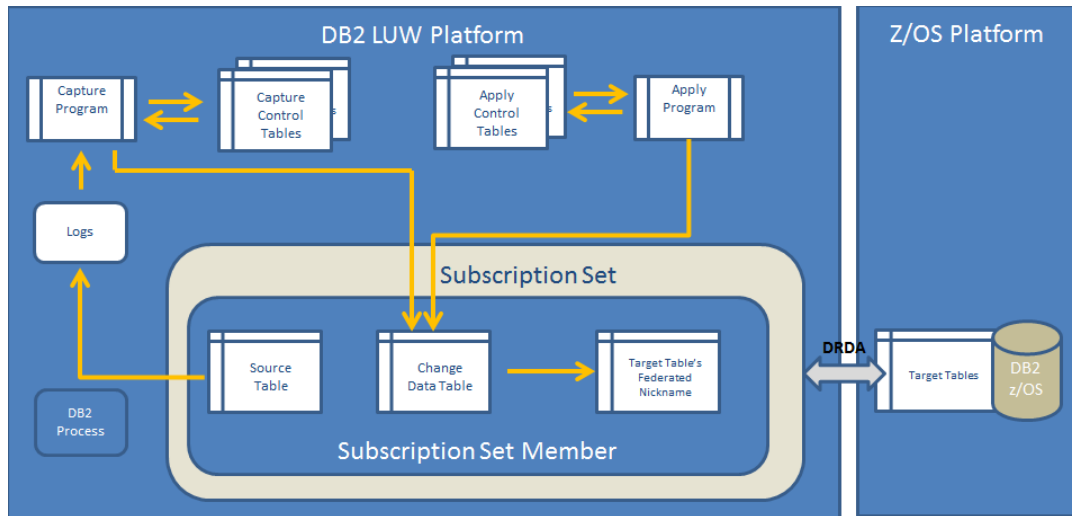 DB2 LUW Platform
Z/OS Platform
Capture
Program
Capture
Control
Tables
s
Apply
Control
Tables
s
Apply
Program
Logs
Subscription Set
Source
Table
Change
Data Table
Target Table's
Federated
Nickname
DRDA
Target Tables
DB2
z/OS
DB2
Process
Subscription Set Member